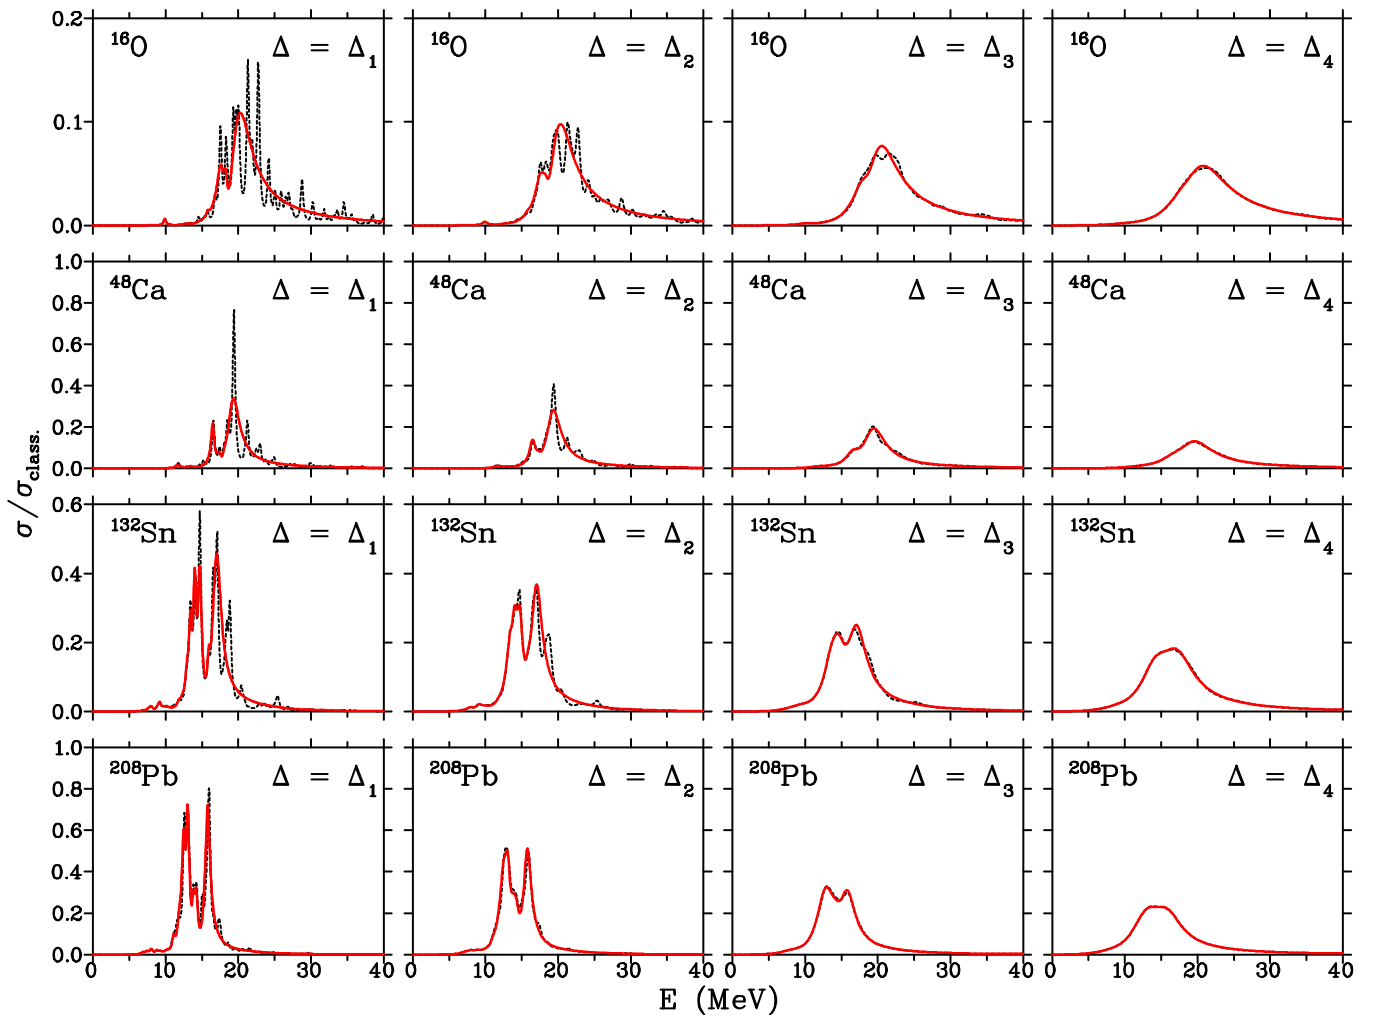 0.2
0.1
0.0
¹⁶O Δ = Δ₁
¹⁶O Δ = Δ₂
¹⁶O Δ = Δ₃
¹⁶O Δ = Δ₄
1.0
0.8
0.6
0.4
0.2
0.0
⁴⁸Ca Δ = Δ₁
⁴⁸Ca Δ = Δ₂
⁴⁸Ca Δ = Δ₃
⁴⁸Ca Δ = Δ₄
σ/σclass.
0.6
0.4
0.2
0.0
¹³²Sn Δ = Δ₁
¹³²Sn Δ = Δ₂
¹³²Sn Δ = Δ₃
¹³²Sn Δ = Δ₄
1.0
0.8
0.6
0.4
0.2
0.0
²⁰⁸Pb Δ = Δ₁
²⁰⁸Pb Δ = Δ₂
²⁰⁸Pb Δ = Δ₃
²⁰⁸Pb Δ = Δ₄
0 10 20 30 40 0 10 20 30 40 0 10 20 30 40 0 10 20 30 40
E (MeV)